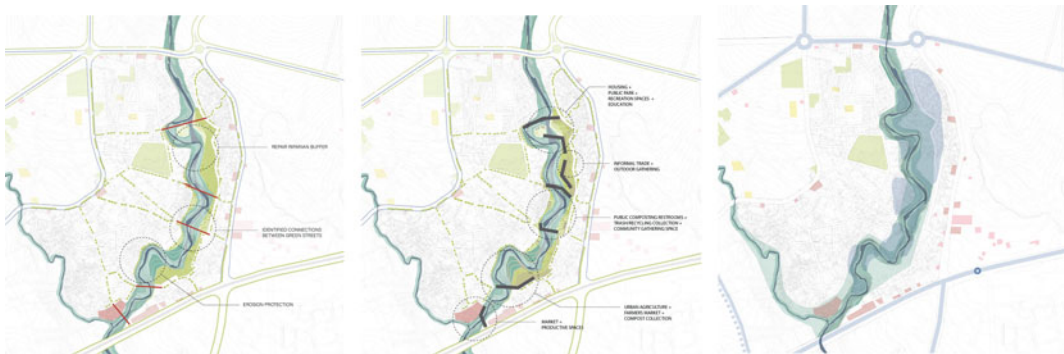 REPAIR RIPARIAN BUFFER
IDENTIFIED CONNECTIONS
BETWEEN GREEN STREETS
EROSION PROTECTION
HOUSING +
PUBLIC PARK +
RECREATION SPACES +
EDUCATION
INFORMAL TRADE +
OUTDOOR GATHERING
PUBLIC COMPOSTING RESTROOMS +
TRASH/RECYCLING COLLECTION +
COMMUNITY GATHERING SPACE
URBAN AGRICULTURE +
FARMERS MARKET +
COMPOST COLLECTION
MARKET +
PRODUCTIVE SPACES